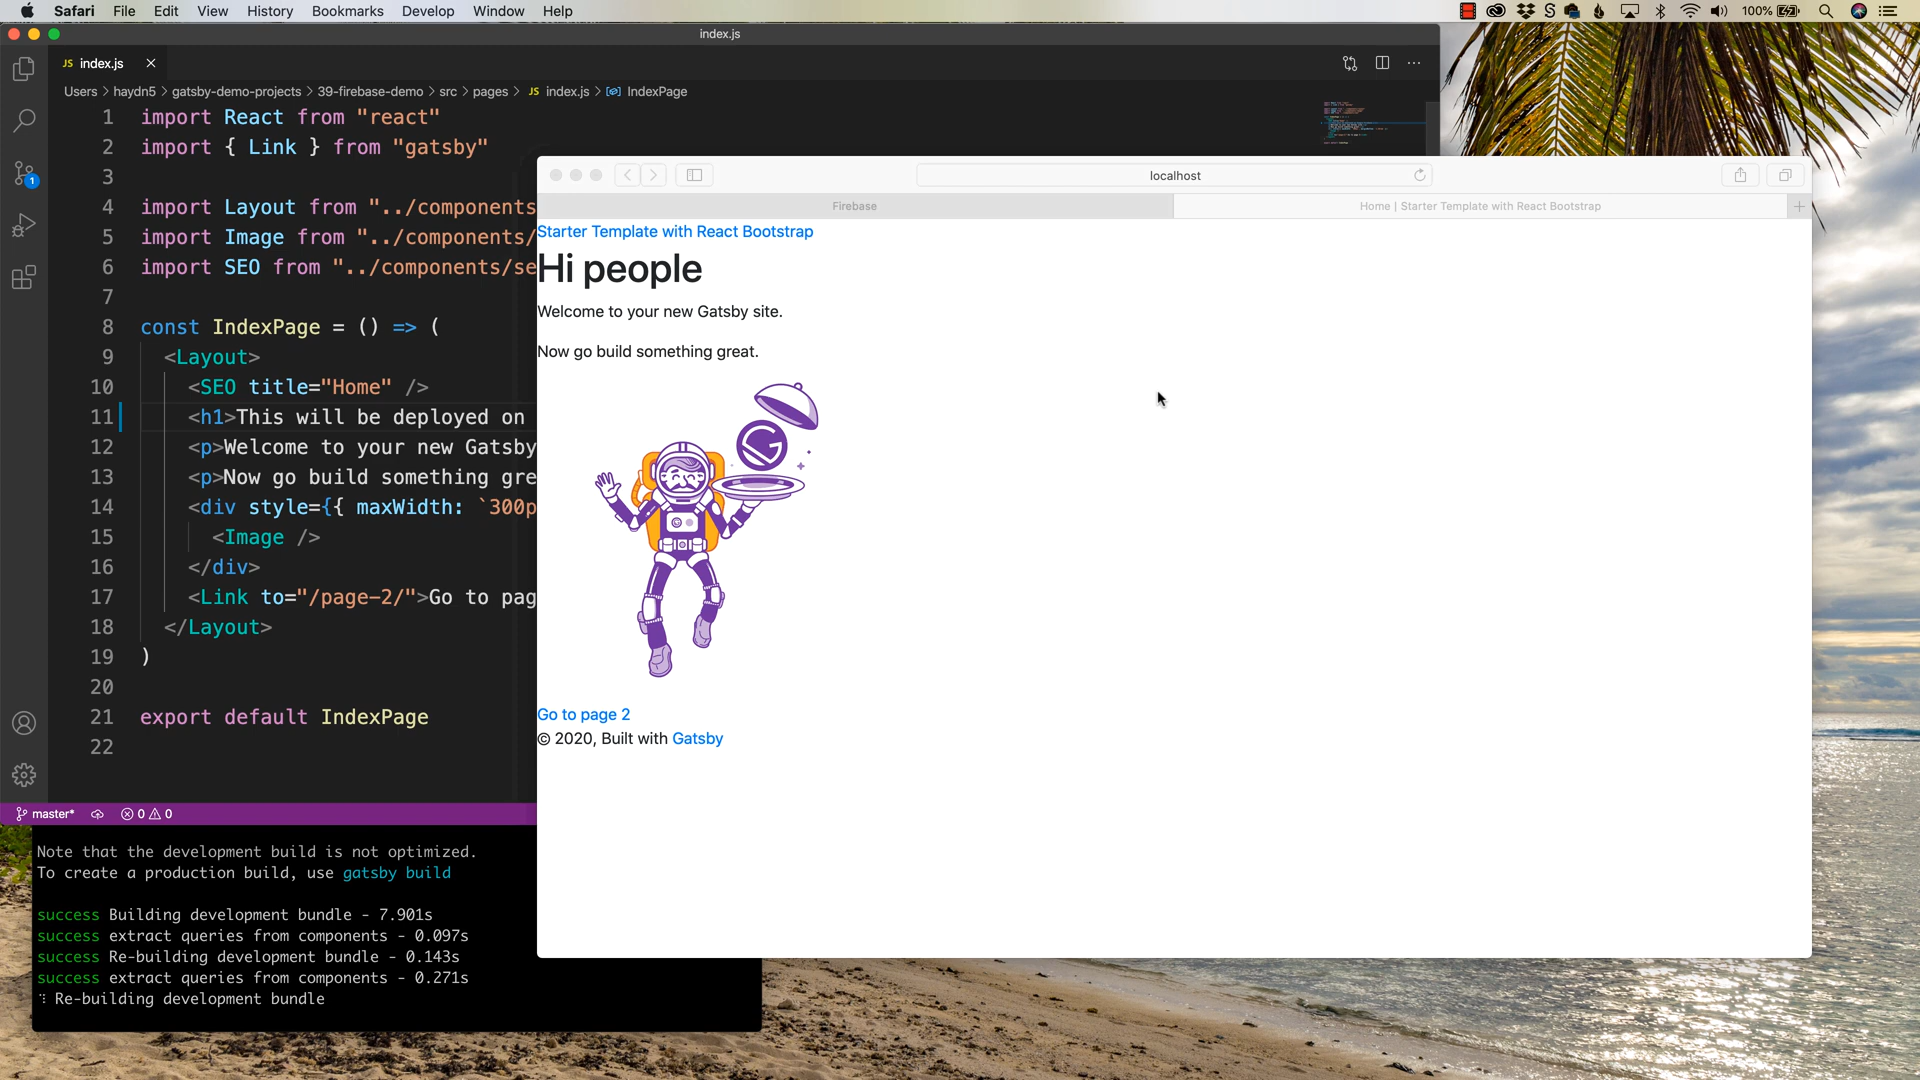 Safari File Edit View History Bookmarks Develop Window Help
100%
index.js
JS index.js
Users > haydn5 > gatsby-demo-projects > 39-firebase-demo > src > pages > JS index.js > IndexPage
1 import React from "react"
2 import { Link } from "gatsby"
3
4 import Layout from "../components
5 import Image from "../components/
6 import SEO from "../components/se
7
8 const IndexPage = () => (
9 <Layout>
10 <SEO title="Home" />
11 <h1>This will be deployed on
12 <p>Welcome to your new Gatsby
13 <p>Now go build something gre
14 <div style={{ maxWidth: `300p
15 <Image />
16 </div>
17 <Link to="/page-2/">Go to pag
18 </Layout>
19 )
20
21 export default IndexPage
22
1
master* 0 0
localhost
Firebase
Home | Starter Template with React Bootstrap
Starter Template with React Bootstrap
Hi people
Welcome to your new Gatsby site.
Now go build something great.
Go to page 2
© 2020, Built with Gatsby
Note that the development build is not optimized.
To create a production build, use gatsby build
success Building development bundle - 7.901s
success extract queries from components - 0.097s
success Re-building development bundle - 0.143s
success extract queries from components - 0.271s
Re-building development bundle